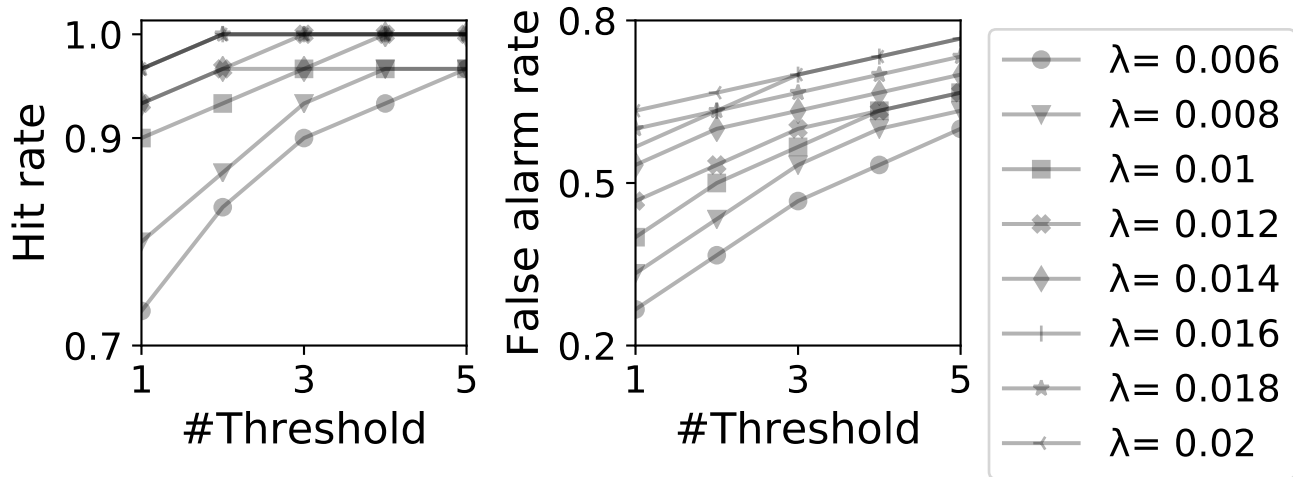 Hit rate
1.0
0.9
0.7
1
3
5
#Threshold
False alarm rate
0.8
0.5
0.2
1
3
5
#Threshold
λ= 0.006
λ= 0.008
λ= 0.01
λ= 0.012
λ= 0.014
λ= 0.016
λ= 0.018
λ= 0.02